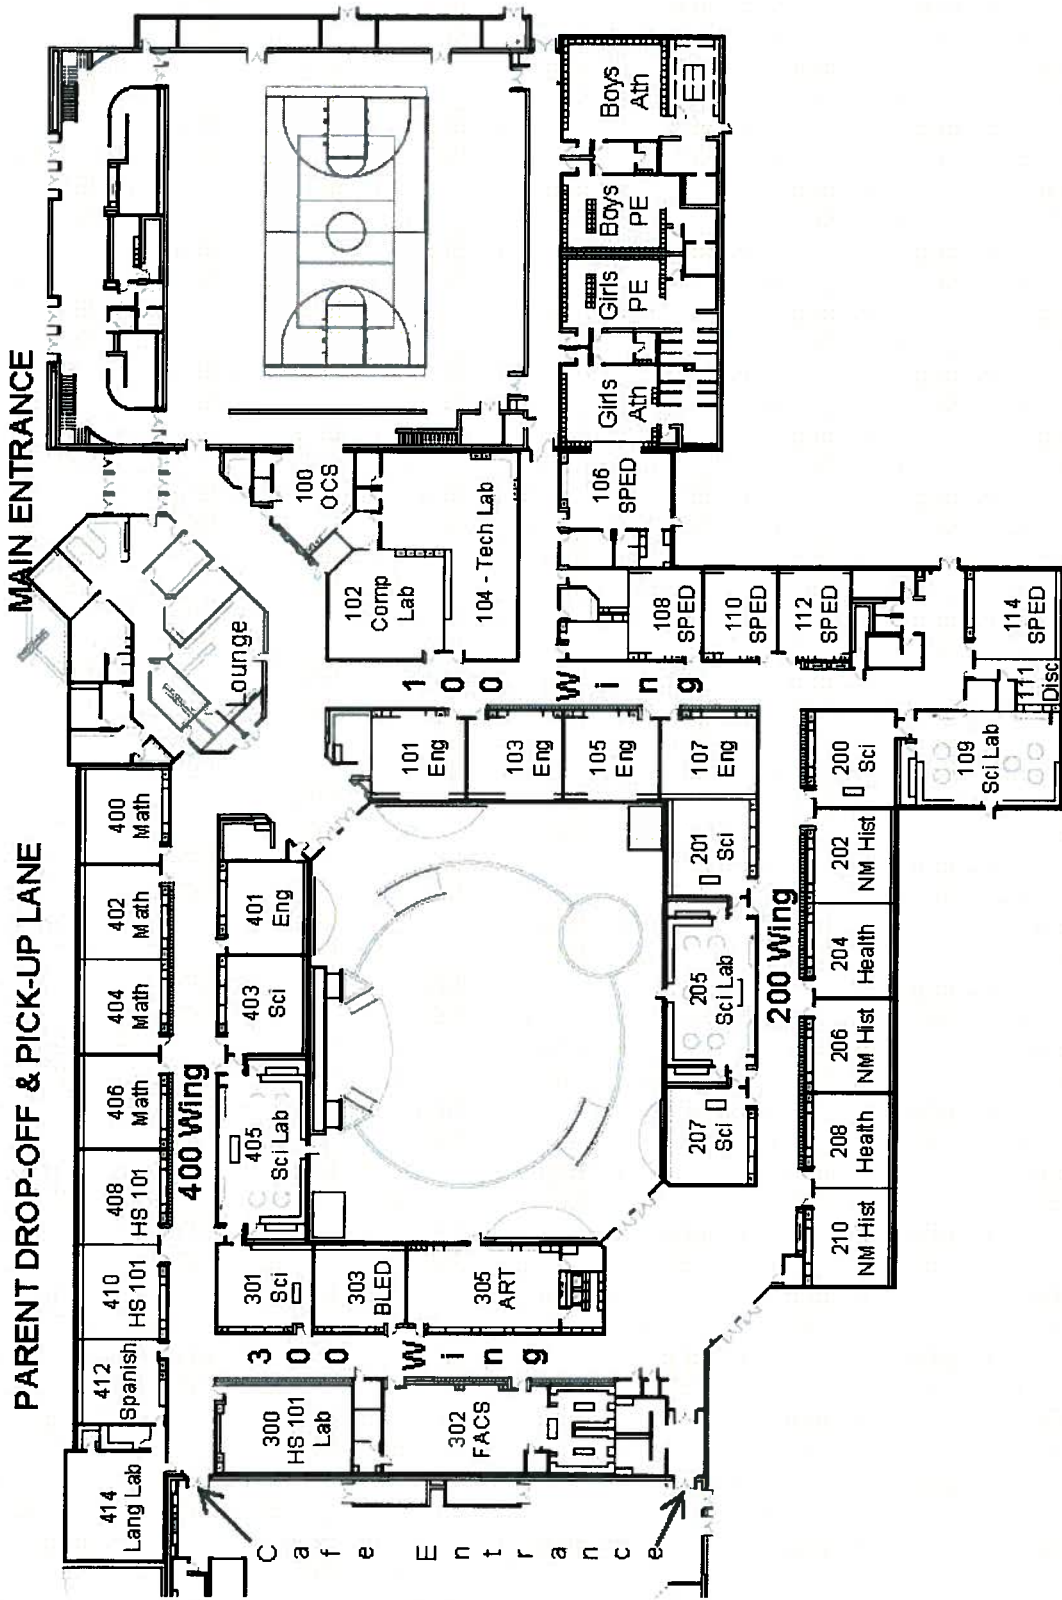 PARENT DROP-OFF & PICK-UP LANE
MAIN ENTRANCE
414
Lang Lab
412
Spanish
410
HS 101
408
HS 101
406
Math
404
Math
402
Math
400
Math
400 Wing
Lounge
405
Sci Lab
403
Sci
401
Eng
301
Sci
303
BLED
305
ART
300 Wing
300
HS 101
Lab
302
FACS
Cafe Entrance
100
OCS
102
Comp
Lab
104 - Tech Lab
100 Wing
101
Eng
103
Eng
105
Eng
107
Eng
106
SPED
108
SPED
110
SPED
112
SPED
114
SPED
111
Disc
109
Sci Lab
Girls
Ath
Girls
PE
Boys
PE
Boys
Ath
207
Sci
205
Sci Lab
201
Sci
200 Wing
210
NM Hist
208
Health
206
NM Hist
204
Health
202
NM Hist
200
Sci